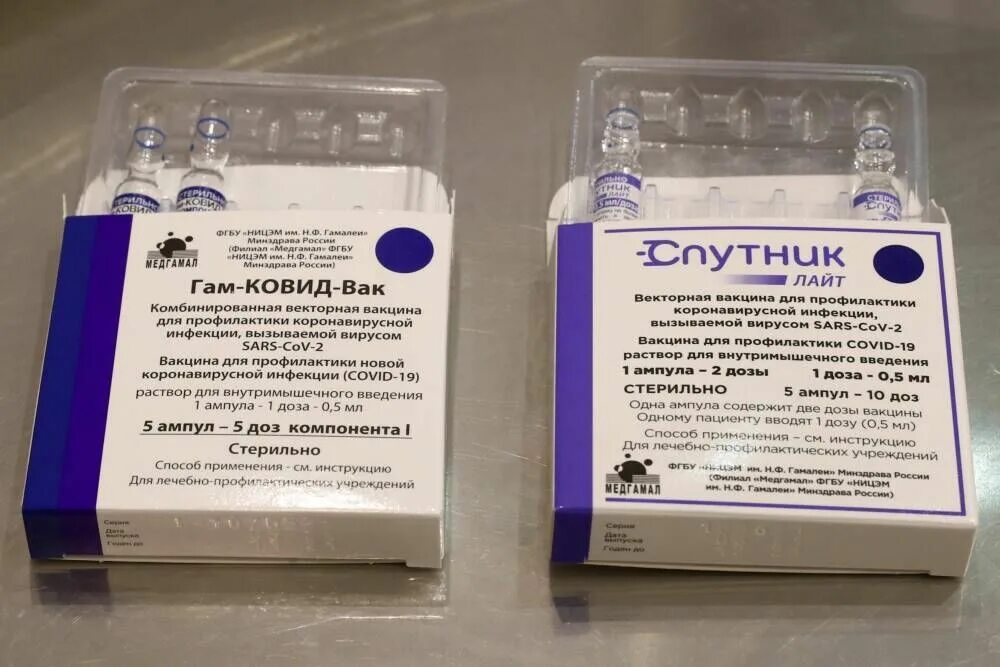 СТЕРИЛЬНО
СТЕРИЛЬНО
М-КОВИД
ФГБУ «НИЦЭМ им. Н.Ф. Гамалеи»
Минздрава России
(Филиал «Медгамал» ФГБУ
«НИЦЭМ им. Н.Ф. Гамалеи»
Минздрава России)
МЕДГАМАЛ
Гам-КОВИД-Вак
Комбинированная векторная вакцина
для профилактики коронавирусной
инфекции, вызываемой вирусом
SARS-CoV-2
Вакцина для профилактики новой
коронавирусной инфекции (COVID-19)
раствор для внутримышечного введения
1 ампула - 1 доза - 0,5 мл
5 ампул – 5 доз компонента I
Стерильно
Способ применения - см. инструкцию
Для лечебно-профилактических учреждений
Серия
Дата
выпуска
Годен до
СПУТНИК
ЛАЙТ
СПУТНИК
СПУТНИК
ЛАЙТ
Векторная вакцина для профилактики
коронавирусной инфекции,
вызываемой вирусом SARS-CoV-2
Вакцина для профилактики COVID-19
раствор для внутримышечного введения
1 ампула – 2 дозы 1 доза - 0,5 мл
СТЕРИЛЬНО 5 ампул – 10 доз
Одна ампула содержит две дозы вакцины
Одному пациенту вводят 1 дозу (0,5 мл)
Способ применения – см. инструкцию
Для лечебно-профилактических учреждений
МЕДГАМАЛ
ФГБУ «НИЦЭМ им. Н.Ф. Гамалеи» Минздрава России
(Филиал «Медгамал» ФГБУ «НИЦЭМ
им. Н.Ф. Гамалеи» Минздрава России)
Серия
Дата
выпуска
Годен до